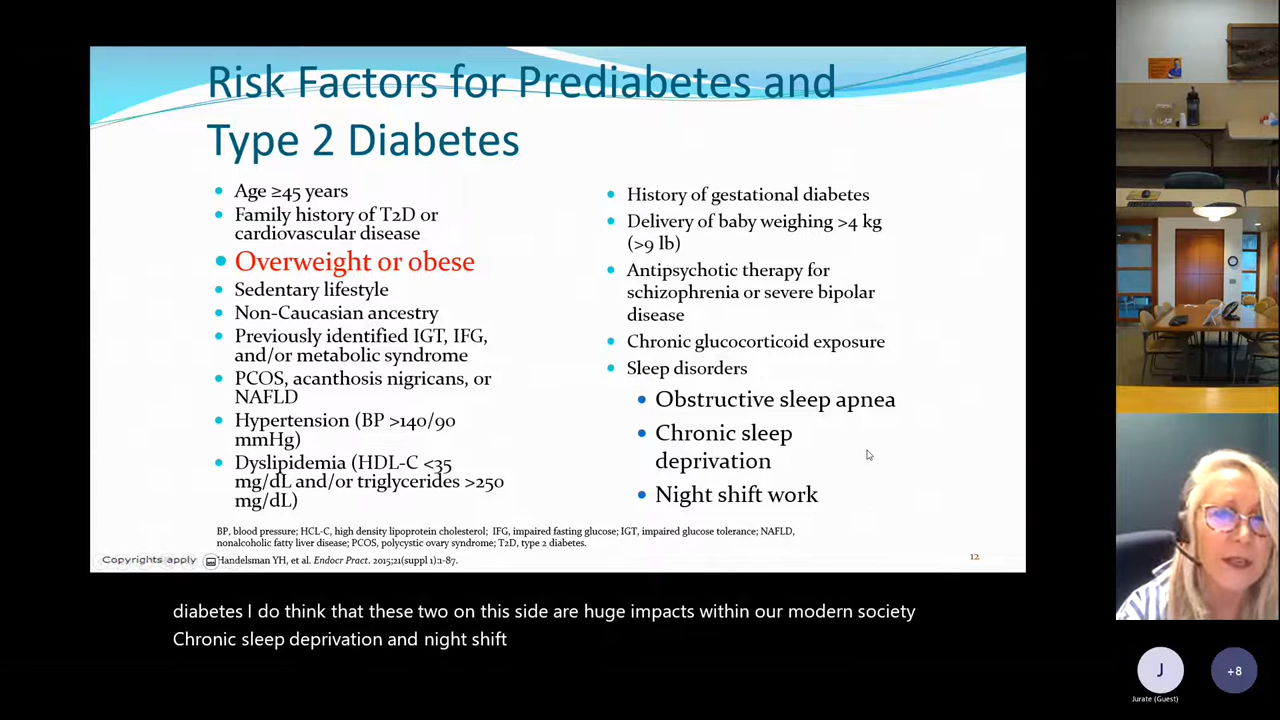 Risk Factors for Prediabetes and
Type 2 Diabetes
Age ≥45 years
Family history of T2D or
cardiovascular disease
Overweight or obese
Sedentary lifestyle
Non-Caucasian ancestry
Previously identified IGT, IFG,
and/or metabolic syndrome
PCOS, acanthosis nigricans, or
NAFLD
Hypertension (BP >140/90
mmHg)
Dyslipidemia (HDL-C <35
mg/dL and/or triglycerides >250
mg/dL)
History of gestational diabetes
Delivery of baby weighing >4 kg
(>9 lb)
Antipsychotic therapy for
schizophrenia or severe bipolar
disease
Chronic glucocorticoid exposure
Sleep disorders
Obstructive sleep apnea
Chronic sleep
deprivation
Night shift work
BP, blood pressure; HCL-C, high density lipoprotein cholesterol; IFG, impaired fasting glucose; IGT, impaired glucose tolerance; NAFLD,
nonalcoholic fatty liver disease; PCOS, polycystic ovary syndrome; T2D, type 2 diabetes.
Copyrights apply
Handelsman YH, et al. Endocr Pract. 2015;21(suppl 1):1-87.
12
diabetes I do think that these two on this side are huge impacts within our modern society
Chronic sleep deprivation and night shift
J
+8
Jurate (Guest)